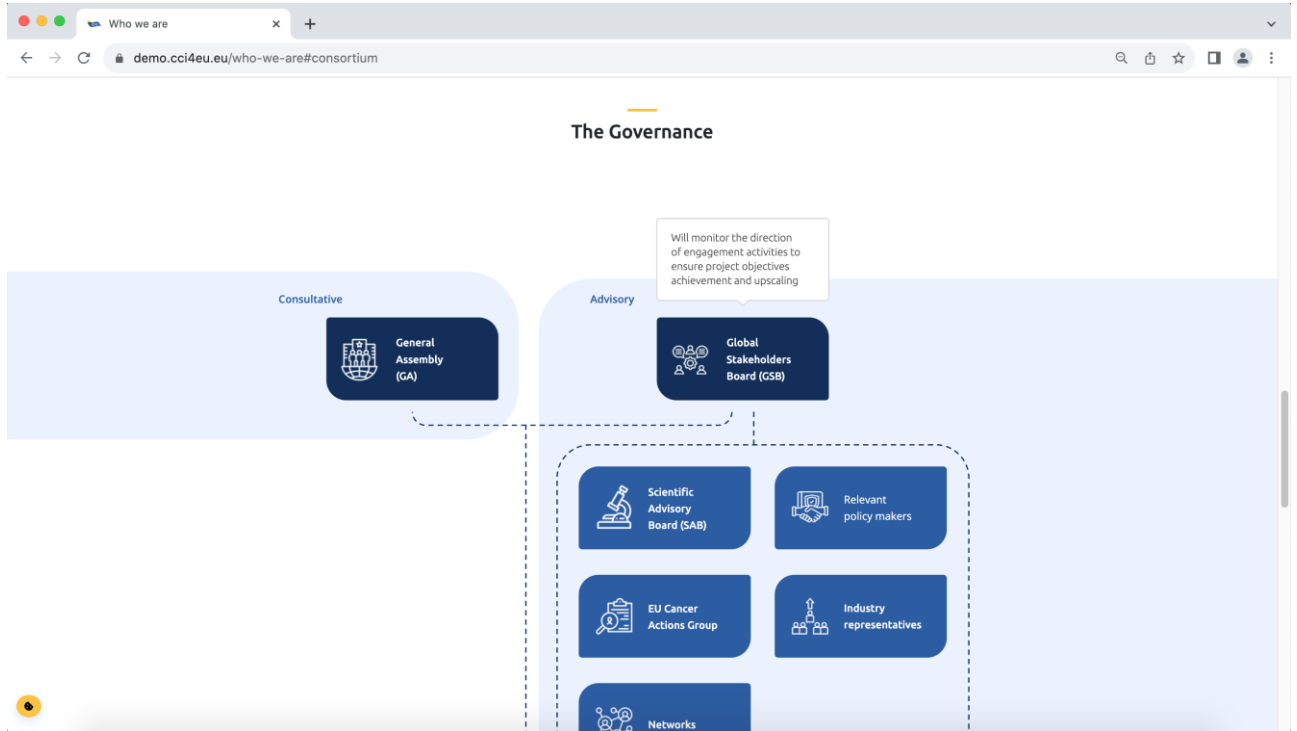 Who we are
demo.cci4eu.eu/who-we-are#consortium
The Governance
Will monitor the direction
of engagement activities to
ensure project objectives
achievement and upscaling
Consultative
Advisory
General
Assembly
(GA)
Global
Stakeholders
Board (GSB)
Scientific
Advisory
Board (SAB)
Relevant
policy makers
EU Cancer
Actions Group
Industry
representatives
Networks